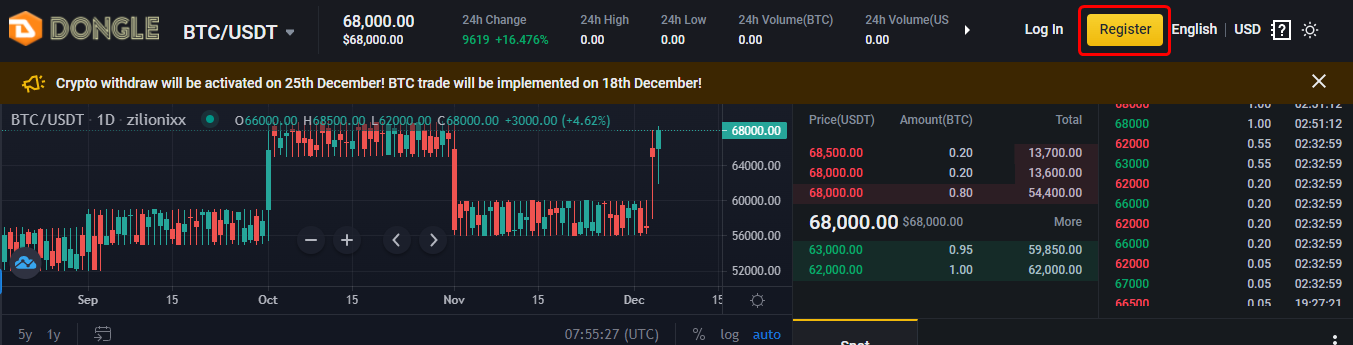 DONGLE
BTC/USDT
68,000.00
$68,000.00
24h Change
9619 +16.476%
24h High
0.00
24h Low
0.00
24h Volume(BTC)
0.00
24h Volume(US
0.00
Log In
Register
English
USD
Crypto withdraw will be activated on 25th December! BTC trade will be implemented on 18th December!
BTC/USDT · 1D · zilionixx
O66000.00 H68500.00 L62000.00 C68000.00 +3000.00 (+4.62%)
68000.00
64000.00
60000.00
56000.00
52000.00
Sep 15 Oct 15 Nov 15 Dec 15
5y 1y
07:55:27 (UTC)
% log auto
Price(USDT) Amount(BTC) Total
68,500.00 0.20 13,700.00
68,000.00 0.20 13,600.00
68,000.00 0.80 54,400.00
68,000.00 $68,000.00 More
63,000.00 0.95 59,850.00
62,000.00 1.00 62,000.00
68000 1.00 02:51:12
68000 1.00 02:51:12
62000 0.55 02:32:59
63000 0.55 02:32:59
62000 0.20 02:32:59
66000 0.20 02:32:59
62000 0.20 02:32:59
66000 0.20 02:32:59
62000 0.05 02:32:59
67000 0.05 02:32:59
66500 0.05 19:27:21
Spot